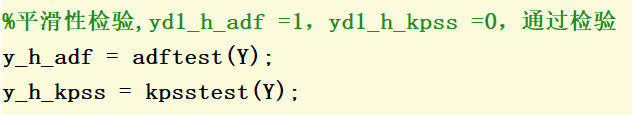 %平滑性检验,yd1_h_adf =1，yd1_h_kpss =0，通过检验
y_h_adf = adftest(Y);
y_h_kpss = kpsstest(Y);